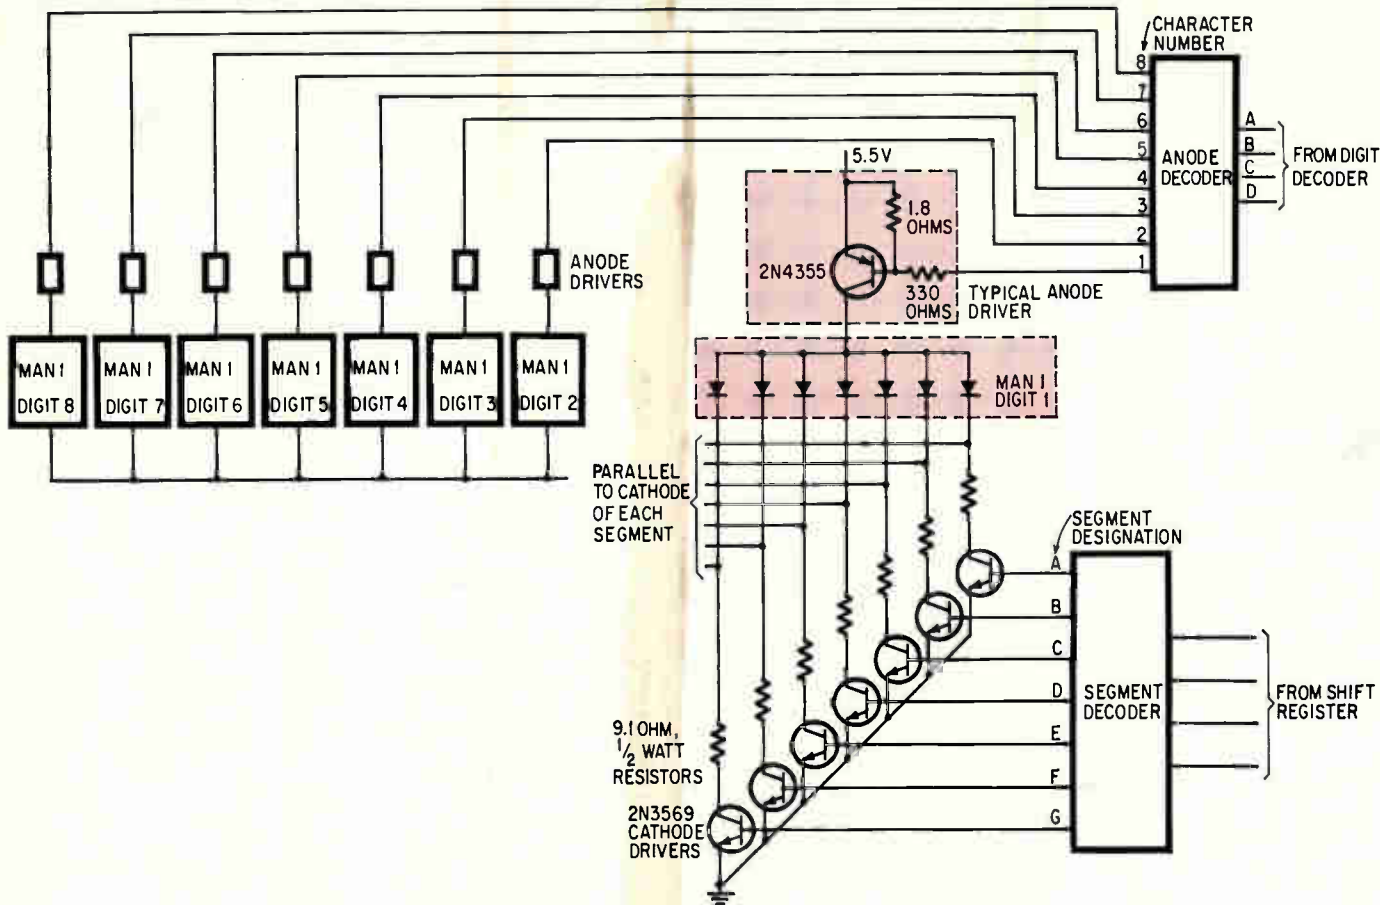 CHARACTER
NUMBER
8
7
6
5
4
3
2
1
ANODE
DECODER
A
B
C
D
FROM DIGIT
DECODER
5.5V
1.8
OHMS
2N4355
330
OHMS
TYPICAL ANODE
DRIVER
ANODE
DRIVERS
MAN 1
DIGIT 8
MAN 1
DIGIT 7
MAN 1
DIGIT 6
MAN 1
DIGIT 5
MAN 1
DIGIT 4
MAN 1
DIGIT 3
MAN 1
DIGIT 2
MAN 1
DIGIT 1
PARALLEL
TO CATHODE
OF EACH
SEGMENT
SEGMENT
DESIGNATION
A
B
C
D
E
F
G
SEGMENT
DECODER
FROM SHIFT
REGISTER
9.1 OHM,
1/2 WATT
RESISTORS
2N3569
CATHODE
DRIVERS